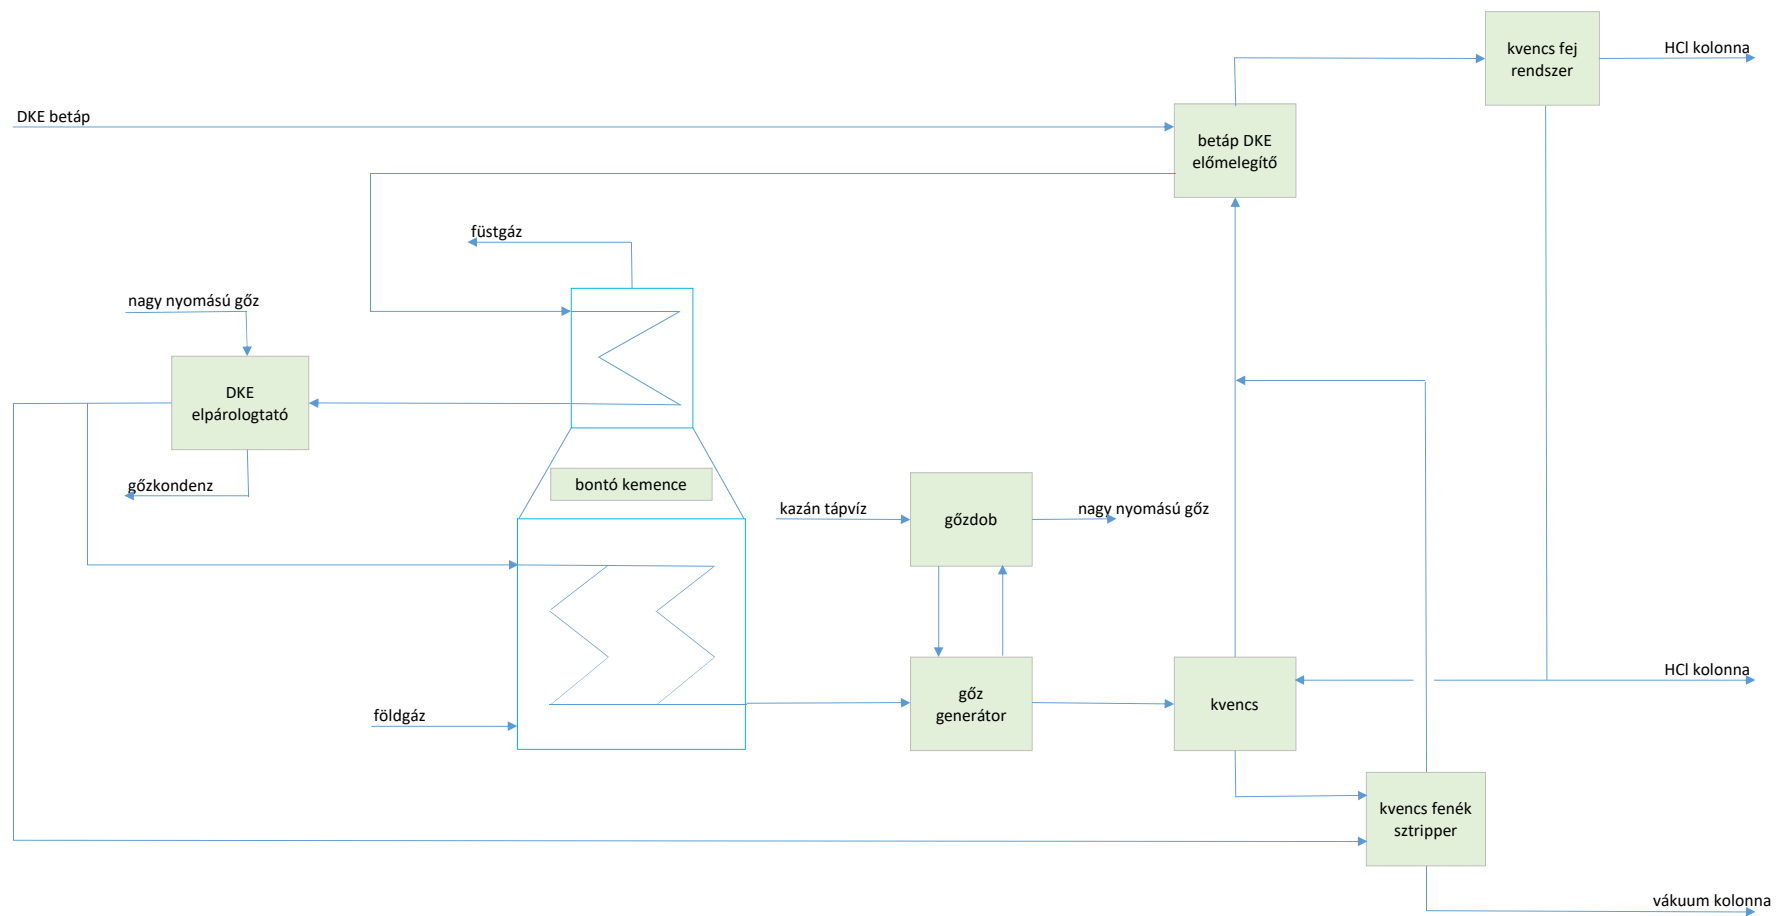 kvencs fej
rendszer
HCl kolonna
DKE betáp
betáp DKE
előmelegítő
füstgáz
nagy nyomású gőz
DKE
elpárologtató
gőzkondenz
bontó kemence
kazán tápvíz
gőzdob
nagy nyomású gőz
HCl kolonna
földgáz
gőz
generátor
kvencs
kvencs fenék
sztripper
vákuum kolonna